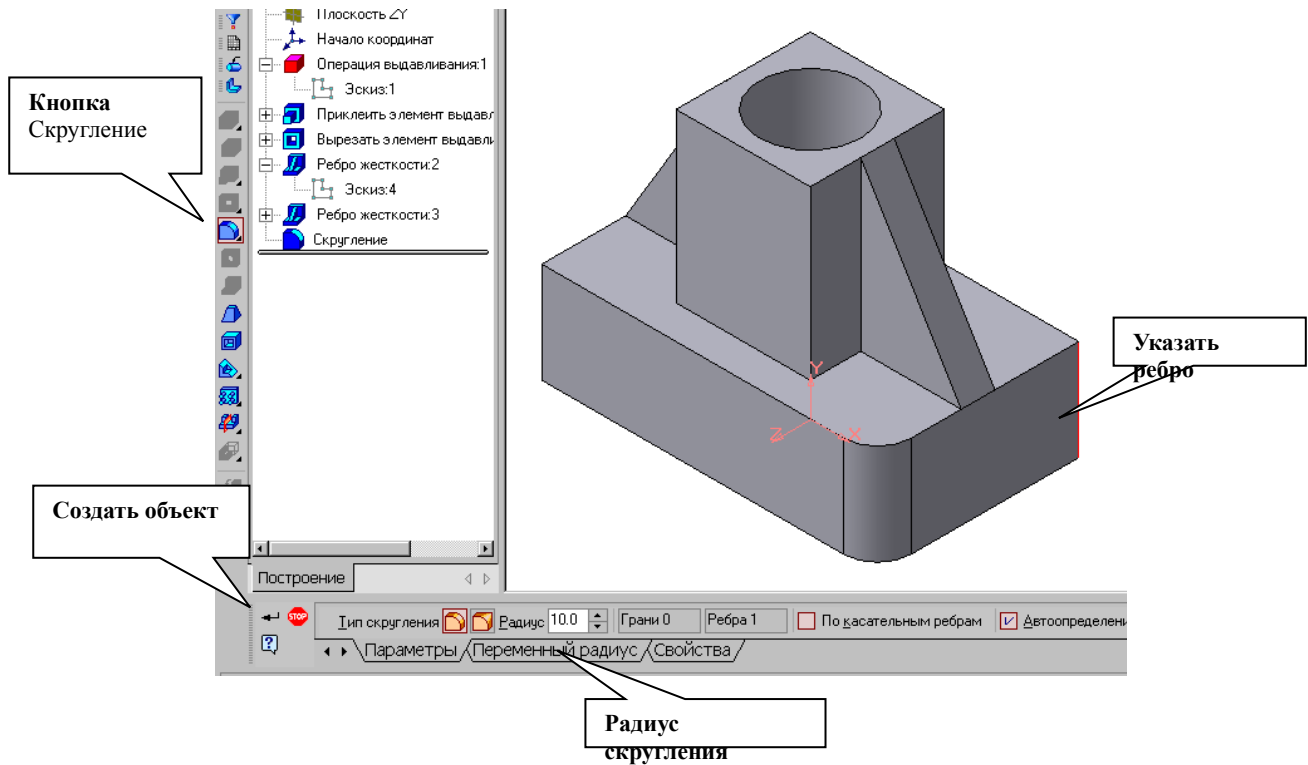 Плоскость ZY
Начало координат
Операция выдавливания:1
Эскиз:1
Приклеить элемент выдавл
Вырезать элемент выдавли
Ребро жесткости:2
Эскиз:4
Ребро жесткости:3
Скругление
Кнопка
Скругление
Y
Z
X
Указать
ребро
Создать объект
Построение
STOP
Тип скругления Радиус 10.0 Грани 0 Ребра 1 По касательным ребрам Автоопределени
Параметры Переменный радиус Свойства
Радиус
скругления